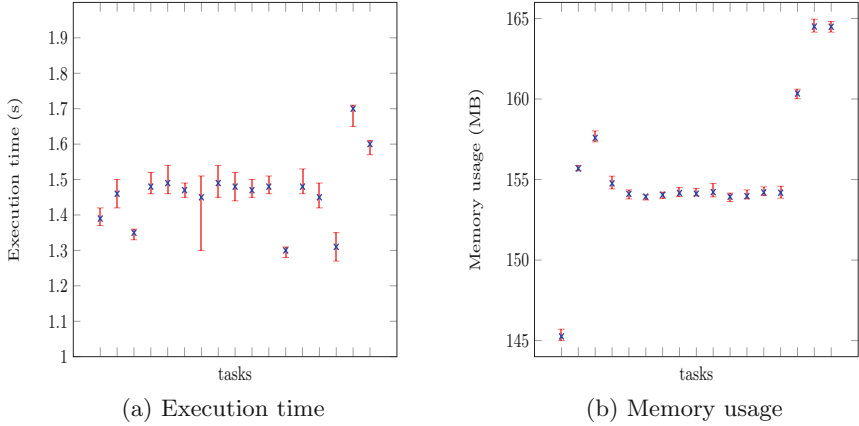 Execution time (s)
1.9
1.8
1.7
1.6
1.5
1.4
1.3
1.2
1.1
1
tasks
(a) Execution time
Memory usage (MB)
165
160
155
150
145
tasks
(b) Memory usage